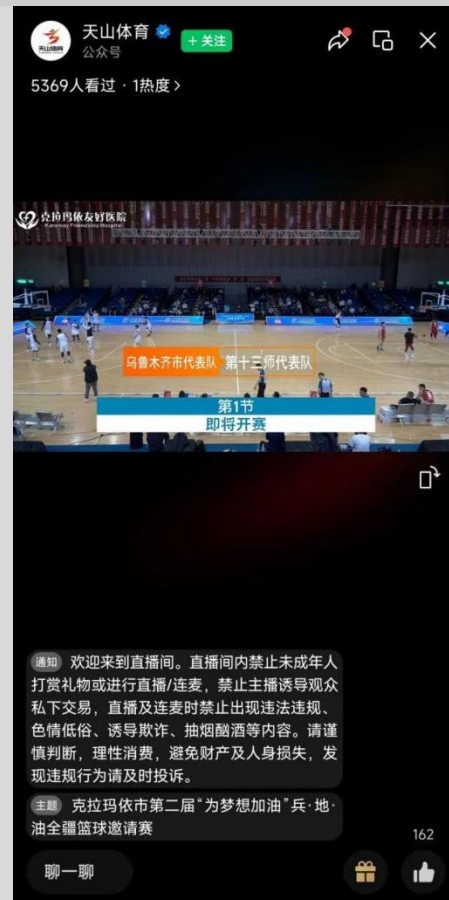 天山体育
+ 关注
公众号
5369人看过 · 1热度 >
克拉玛依友好医院
Karamay Friendship Hospital
乌鲁木齐市代表队 第十三师代表队
第1节
即将开赛
通知 欢迎来到直播间。直播间内禁止未成年人
打赏礼物或进行直播/连麦，禁止主播诱导观众
私下交易，直播及连麦时禁止出现违法违规、
色情低俗、诱导欺诈、抽烟酗酒等内容。请谨
慎判断，理性消费，避免财产及人身损失，发
现违规行为请及时投诉。
主题 克拉玛依市第二届“为梦想加油”兵·地·
油全疆篮球邀请赛
162
聊一聊